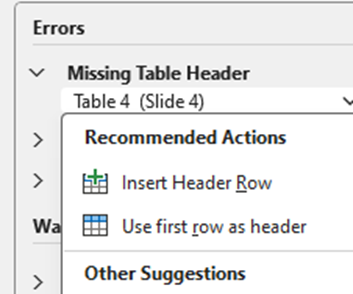 Errors
Missing Table Header
Table 4 (Slide 4)
Recommended Actions
Insert Header Row
Use first row as header
Wa
Other Suggestions